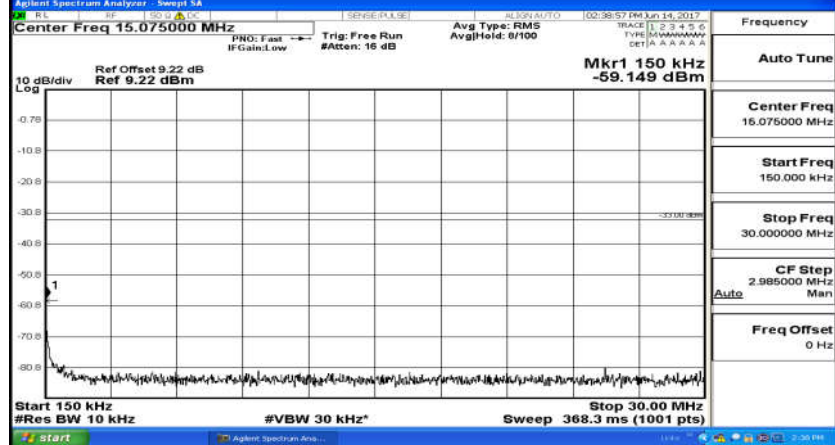 Agilent Spectrum Analyzer - Swept SA
RL RF 50 Ω DC SENSE:PULSE ALIGN AUTO 02:38:57 PM Jun 14, 2017
Center Freq 15.075000 MHz
PNO: Fast
IFGain:Low
Trig: Free Run
#Atten: 16 dB
Avg Type: RMS
Avg|Hold: 8/100
TRACE 1 2 3 4 5 6
TYPE M W W W W W
DET A A A A A A
Ref Offset 9.22 dB
10 dB/div Ref 9.22 dBm
Log
Mkr1 150 kHz
-59.149 dBm
-0.78
-10.8
-20.8
-30.8
-40.8
-50.8
-60.8
-70.8
-80.8
-33.00 dBm
1
Start 150 kHz
#Res BW 10 kHz
#VBW 30 kHz*
Stop 30.00 MHz
Sweep 368.3 ms (1001 pts)
Frequency
Auto Tune
Center Freq
15.075000 MHz
Start Freq
150.000 kHz
Stop Freq
30.000000 MHz
CF Step
2.985000 MHz
Auto Man
Freq Offset
0 Hz
start
Agilent Spectrum Ana...
2:38 PM